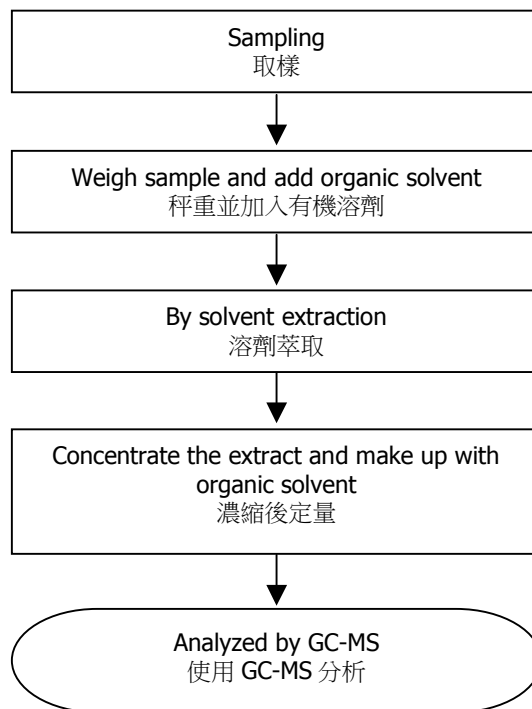 Sampling
取樣
Weigh sample and add organic solvent
秤重並加入有機溶劑
By solvent extraction
溶劑萃取
Concentrate the extract and make up with
organic solvent
濃縮後定量
Analyzed by GC-MS
使用 GC-MS 分析